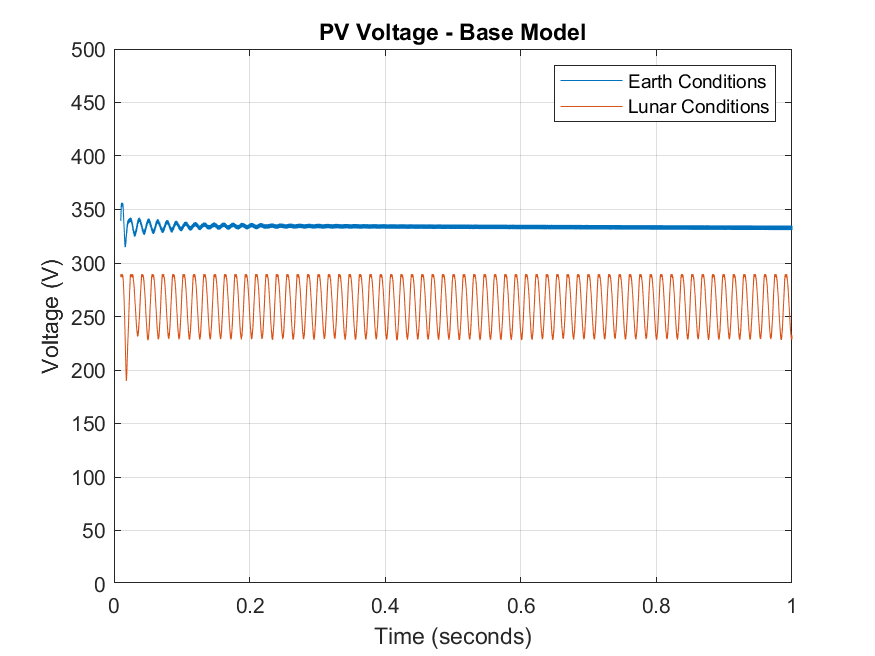 PV Voltage - Base Model
500
450
400
350
300
250
200
150
100
50
0
Voltage (V)
Earth Conditions
Lunar Conditions
0 0.2 0.4 0.6 0.8 1
Time (seconds)